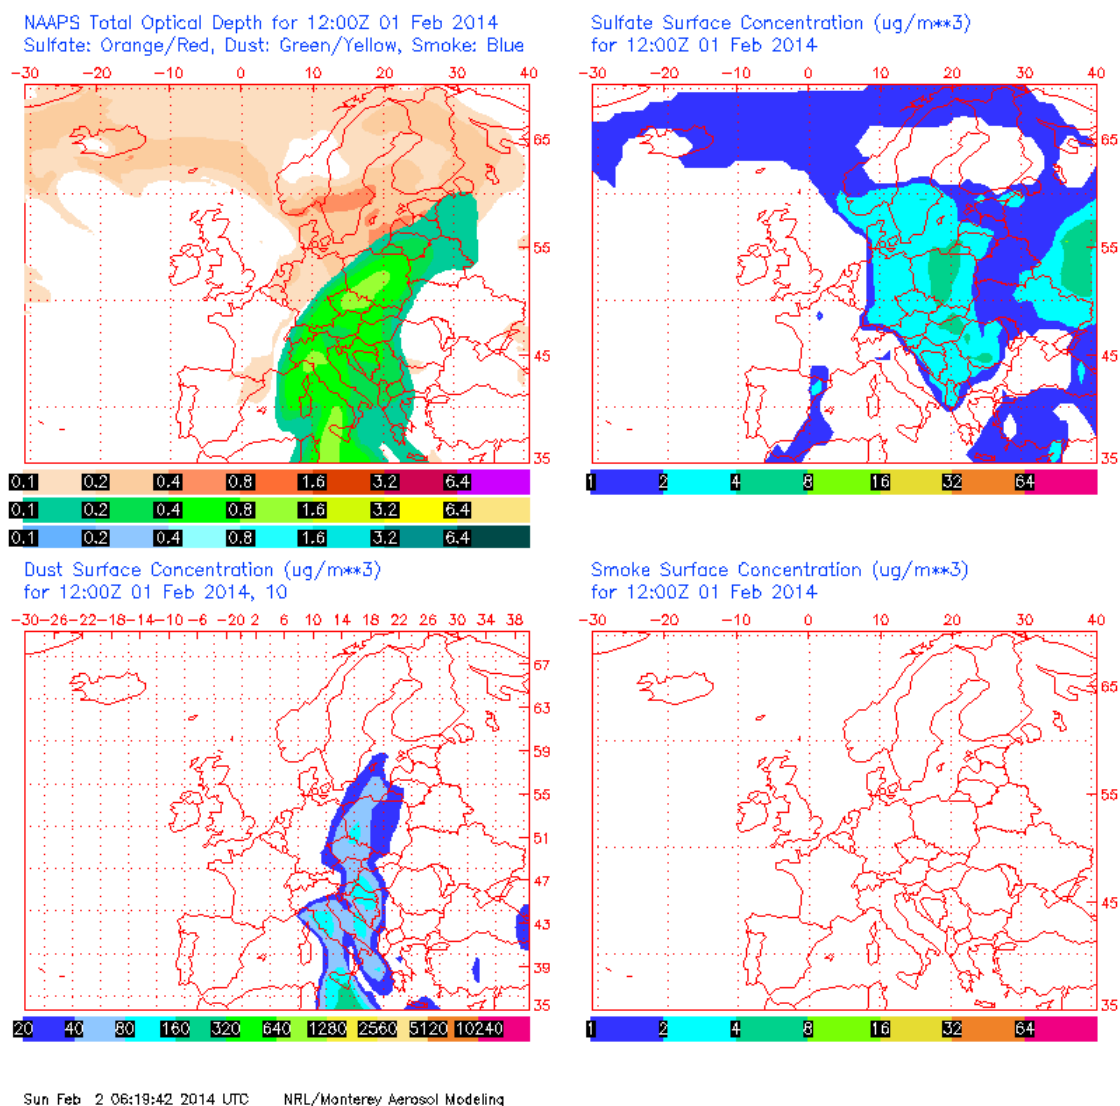 NAAPS Total Optical Depth for 12:00Z 01 Feb 2014
Sulfate: Orange/Red, Dust: Green/Yellow, Smoke: Blue
-30 -20 -10 0 10 20 30 40
65
55
45
35
0.1 0.2 0.4 0.8 1.6 3.2 6.4
0.1 0.2 0.4 0.8 1.6 3.2 6.4
0.1 0.2 0.4 0.8 1.6 3.2 6.4
Sulfate Surface Concentration (ug/m**3)
for 12:00Z 01 Feb 2014
-30 -20 -10 0 10 20 30 40
65
55
45
35
1 2 4 8 16 32 64
Dust Surface Concentration (ug/m**3)
for 12:00Z 01 Feb 2014, 10
-30 -26 -22 -18 -14 -10 -6 -2 2 6 10 14 18 22 26 30 34 38
67
63
59
55
51
47
43
39
35
20 40 80 160 320 640 1280 2560 5120 10240
Smoke Surface Concentration (ug/m**3)
for 12:00Z 01 Feb 2014
-30 -20 -10 0 10 20 30 40
65
55
45
35
1 2 4 8 16 32 64
Sun Feb 2 06:19:42 2014 UTC NRL/Monterey Aerosol Modeling